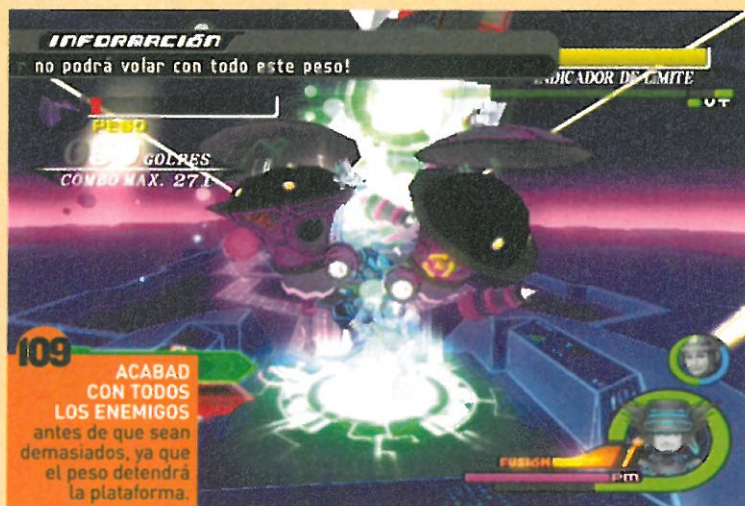 INFORMACIÓN
r no podrá volar con todo este peso!
INDICADOR DE LÍMITE
PESO
GOLPES
COMBO MAX. 271
109
ACABAD
CON TODOS
LOS ENEMIGOS
antes de que sean
demasiados, ya que
el peso detendrá
la plataforma.
FUSIÓN
PM